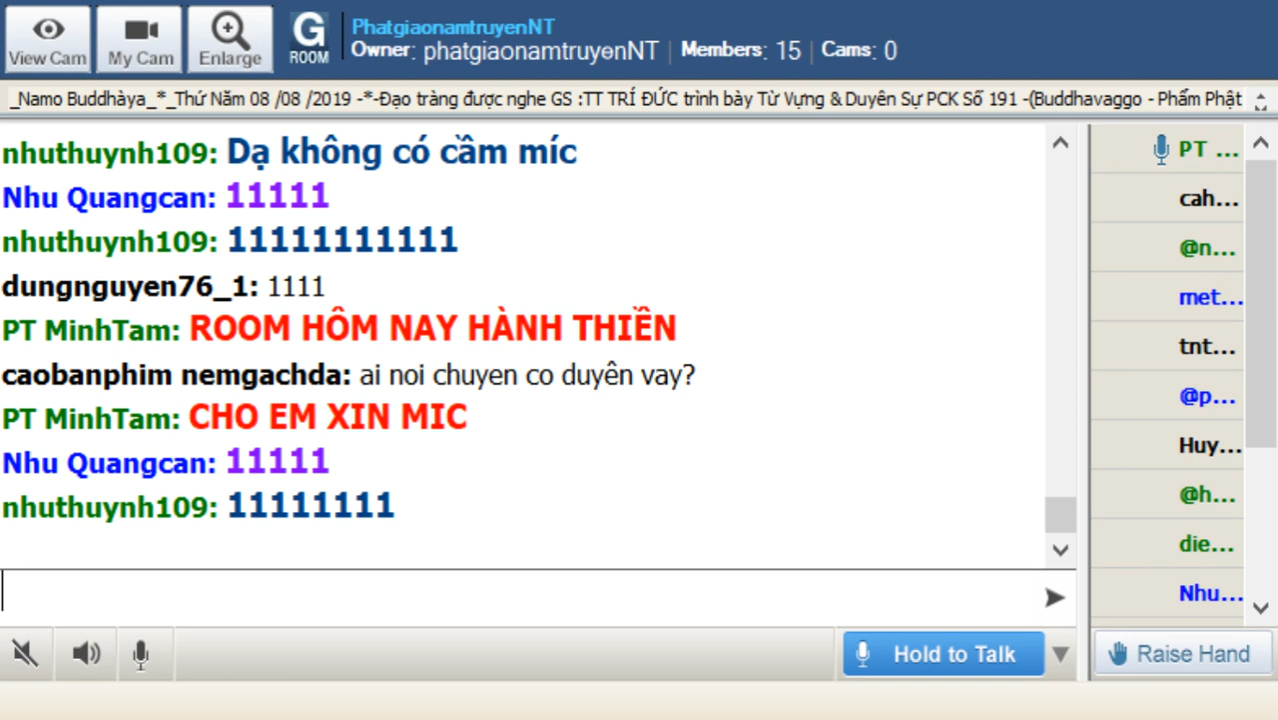 View Cam
My Cam
Enlarge
G
ROOM
PhatgiaonamtruyenNT
Owner: phatgiaonamtruyenNT | Members: 15 | Cams: 0
_Namo Buddhàya_*_Thứ Năm 08 /08 /2019 -*-Đạo tràng được nghe GS :TT TRÍ ĐỨC trình bày Từ Vựng & Duyên Sự PCK Số 191 -(Buddhavaggo - Phẩm Phật
nhuthuynh109: Dạ không có cầm míc
Nhu Quangcan: 11111
nhuthuynh109: 11111111111
dungnguyen76_1: 1111
PT MinhTam: ROOM HÔM NAY HÀNH THIỀN
caobanphim nemgachda: ai noi chuyen co duyên vay?
PT MinhTam: CHO EM XIN MIC
Nhu Quangcan: 11111
nhuthuynh109: 11111111
PT ...
cah...
@n...
met...
tnt...
@p...
Huy...
@h...
die...
Nhu...
Hold to Talk
Raise Hand